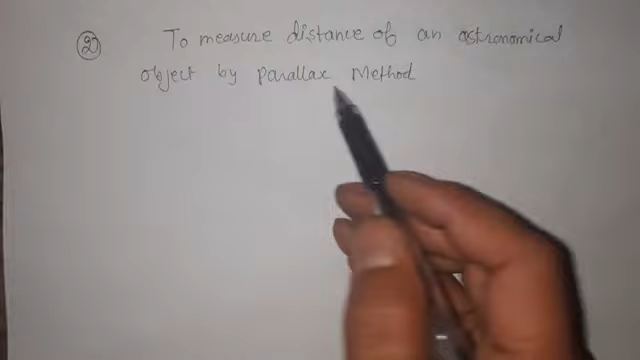 ② To measure distance of an astronomical
object by parallax Method